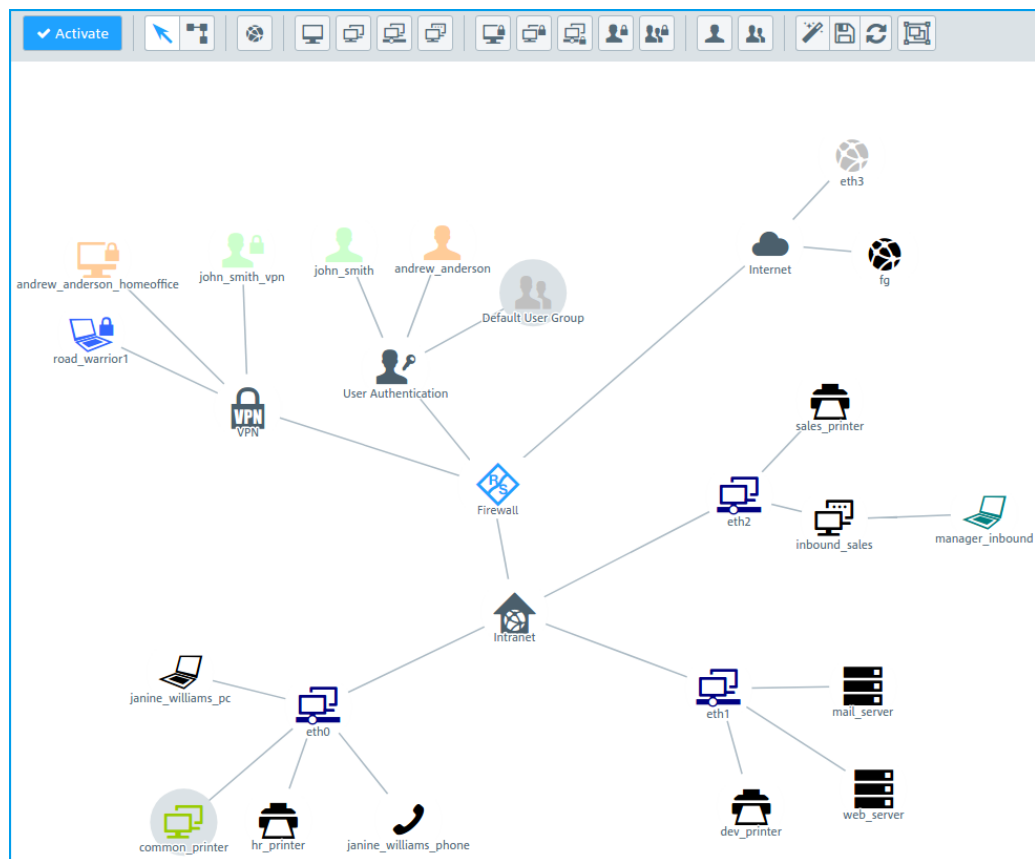 Activate
eth3
john_smith
andrew_anderson
Internet
john_smith_vpn
andrew_anderson_homeoffice
fg
Default User Group
road_warrior1
User Authentication
VPN
VPN
sales_printer
R/S
Firewall
eth2
inbound_sales
manager_inbound
Intranet
janine_williams_pc
eth0
eth1
mail_server
common_printer
hr_printer
janine_williams_phone
dev_printer
web_server